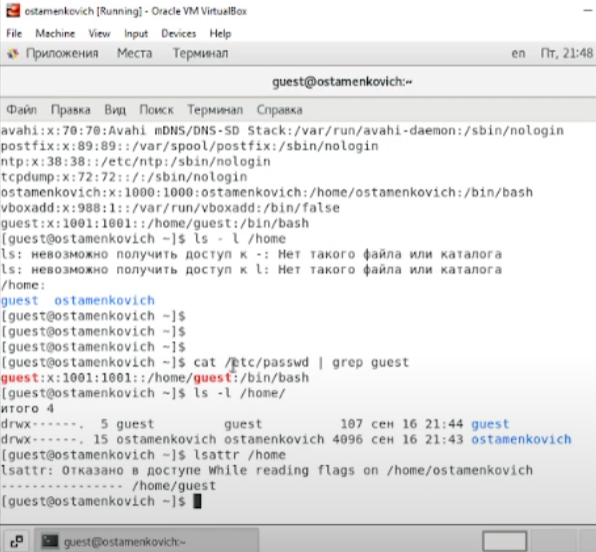 ostamenkovich [Running] - Oracle VM VirtualBox
File Machine View Input Devices Help
Приложения Места Терминал en Пт, 21:48
guest@ostamenkovich:~
Файл Правка Вид Поиск Терминал Справка
avahi:x:70:70:Avahi mDNS/DNS-SD Stack:/var/run/avahi-daemon:/sbin/nologin
postfix:x:89:89::/var/spool/postfix:/sbin/nologin
ntp:x:38:38::/etc/ntp:/sbin/nologin
tcpdump:x:72:72::/:/sbin/nologin
ostamenkovich:x:1000:1000:ostamenkovich:/home/ostamenkovich:/bin/bash
vboxadd:x:988:1::/var/run/vboxadd:/bin/false
guest:x:1001:1001::/home/guest:/bin/bash
[guest@ostamenkovich ~]$ ls - l /home
ls: невозможно получить доступ к -: Нет такого файла или каталога
ls: невозможно получить доступ к l: Нет такого файла или каталога
/home:
guest  ostamenkovich
[guest@ostamenkovich ~]$
[guest@ostamenkovich ~]$
[guest@ostamenkovich ~]$
[guest@ostamenkovich ~]$ cat /etc/passwd | grep guest
guest:x:1001:1001::/home/guest:/bin/bash
[guest@ostamenkovich ~]$ ls -l /home/
итого 4
drwx------.  5 guest         guest          107 сен 16 21:44 guest
drwx------. 15 ostamenkovich ostamenkovich 4096 сен 16 21:43 ostamenkovich
[guest@ostamenkovich ~]$ lsattr /home
lsattr: Отказано в доступе While reading flags on /home/ostamenkovich
---------------- /home/guest
[guest@ostamenkovich ~]$
guest@ostamenkovich:~